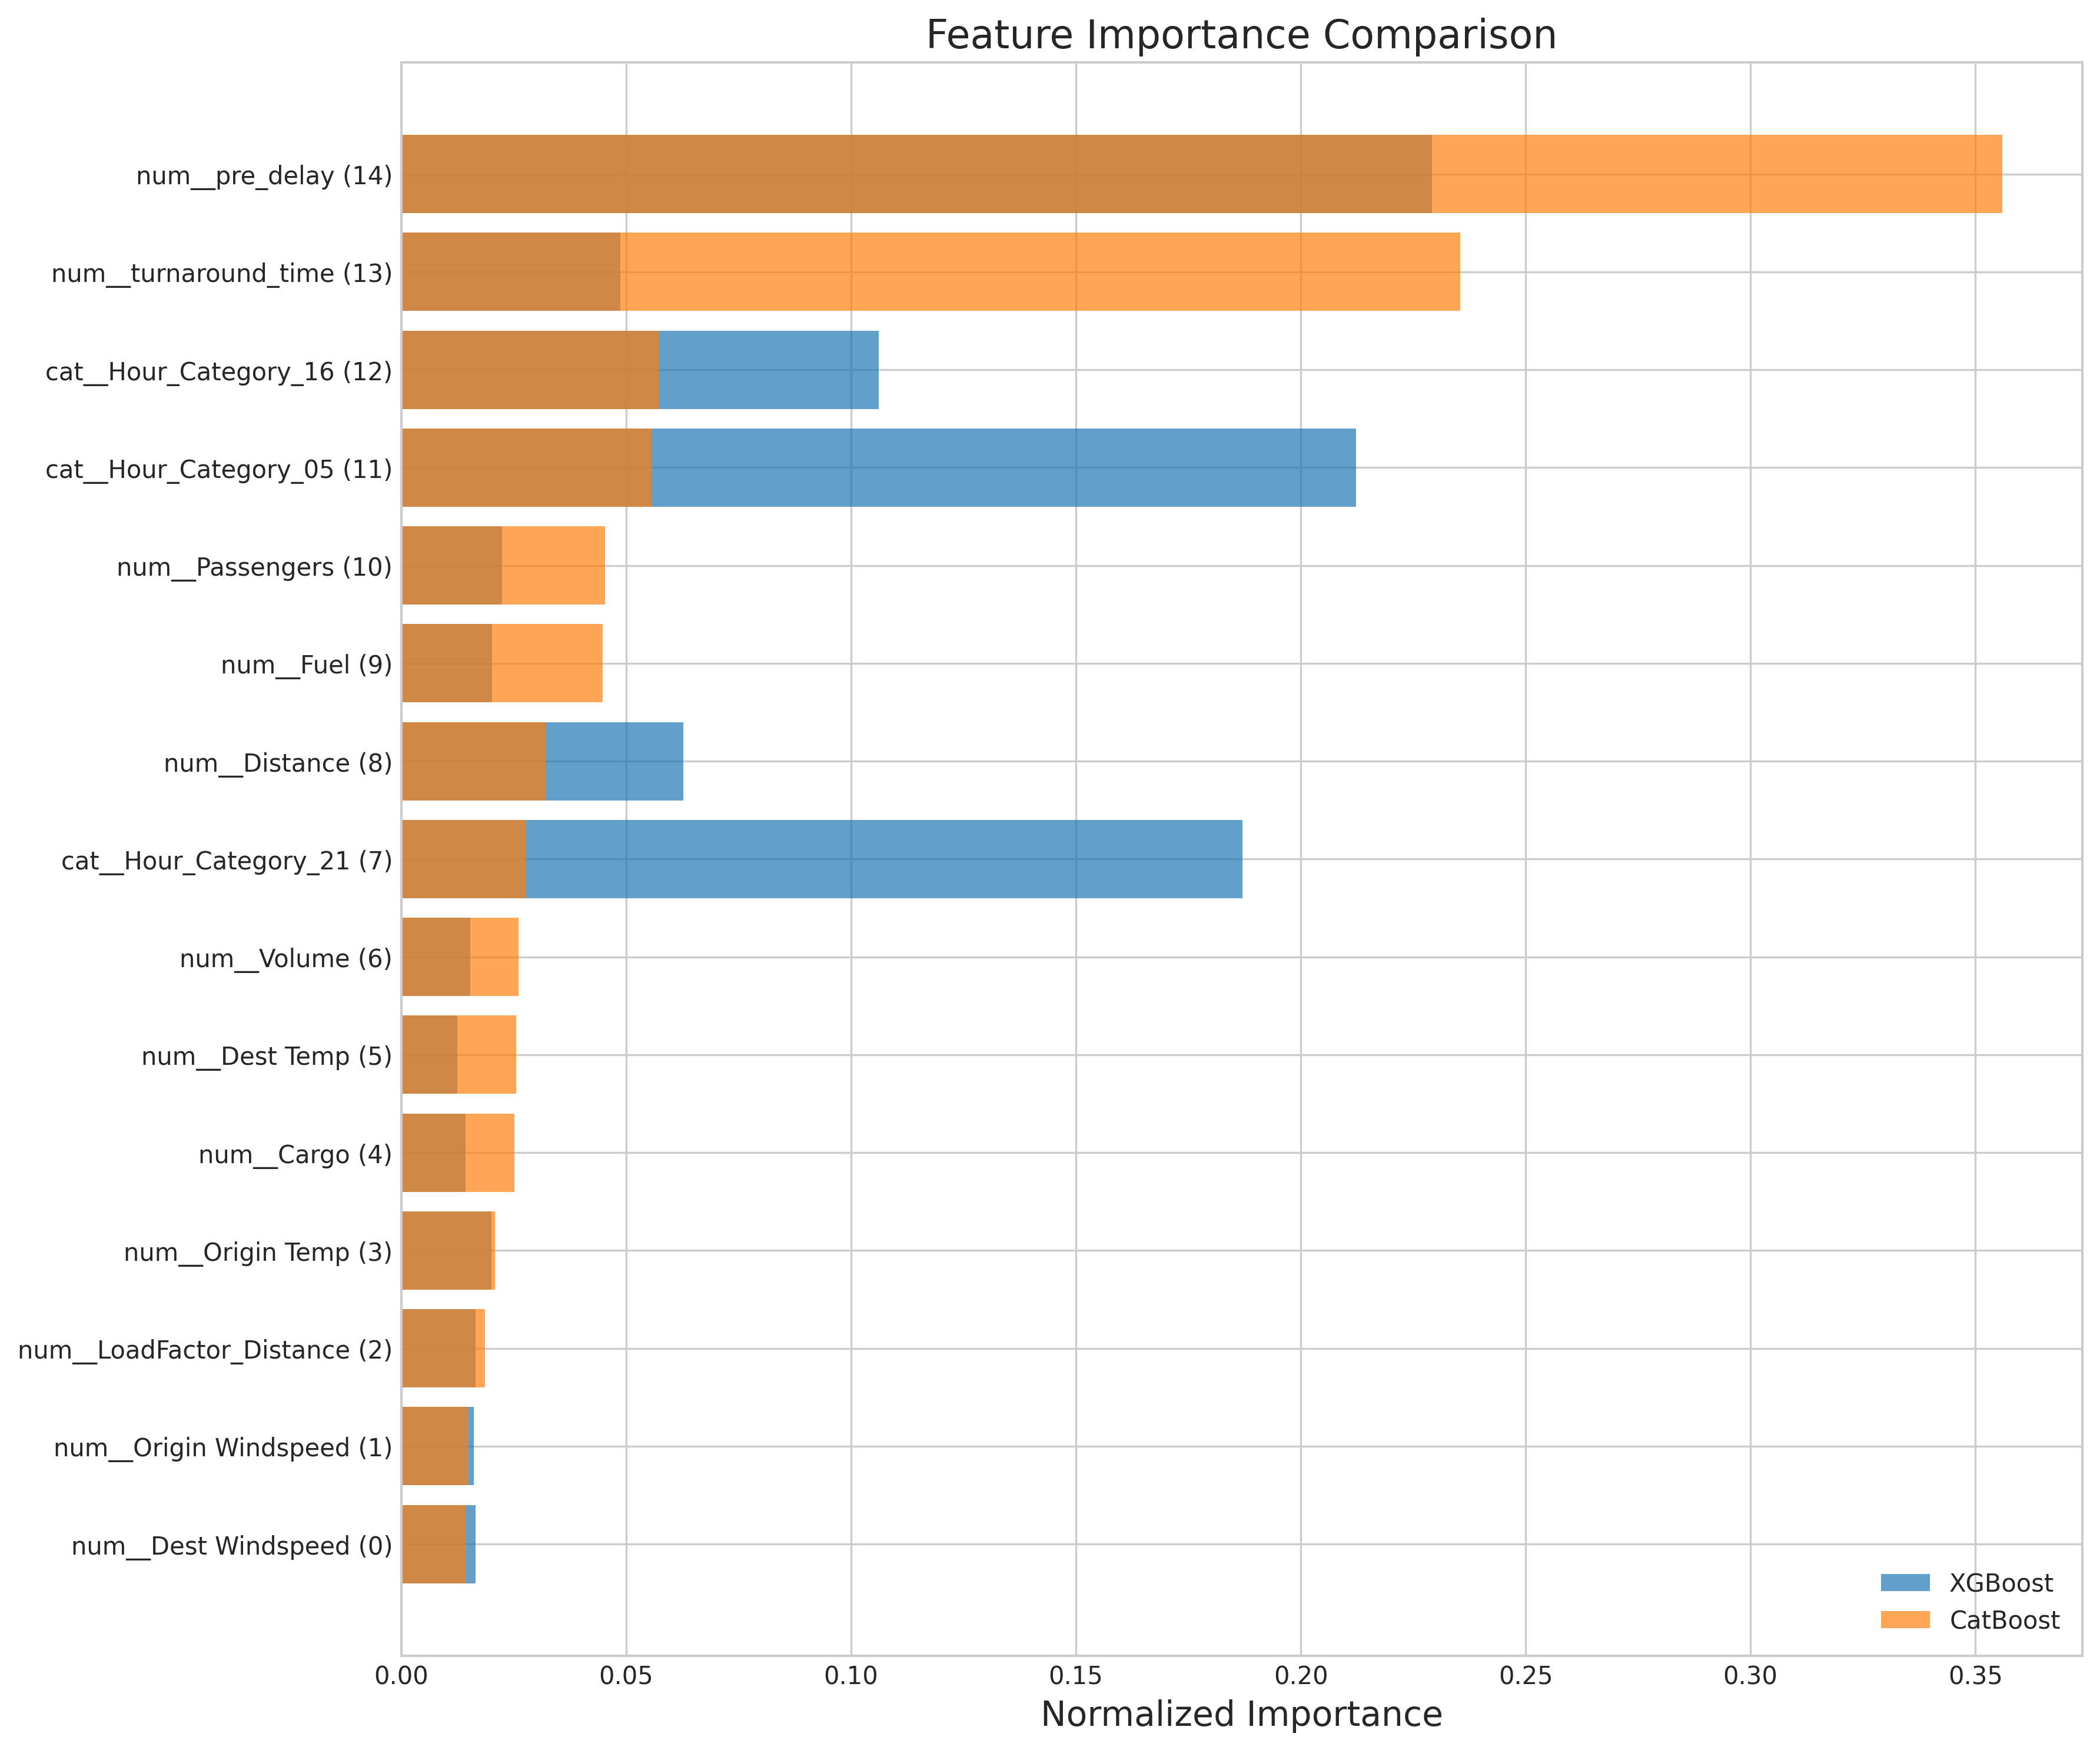 Feature Importance Comparison
num__pre_delay (14)
num__turnaround_time (13)
cat__Hour_Category_16 (12)
cat__Hour_Category_05 (11)
num__Passengers (10)
num__Fuel (9)
num__Distance (8)
cat__Hour_Category_21 (7)
num__Volume (6)
num__Dest Temp (5)
num__Cargo (4)
num__Origin Temp (3)
num__LoadFactor_Distance (2)
num__Origin Windspeed (1)
num__Dest Windspeed (0)
XGBoost
CatBoost
0.00 0.05 0.10 0.15 0.20 0.25 0.30 0.35
Normalized Importance